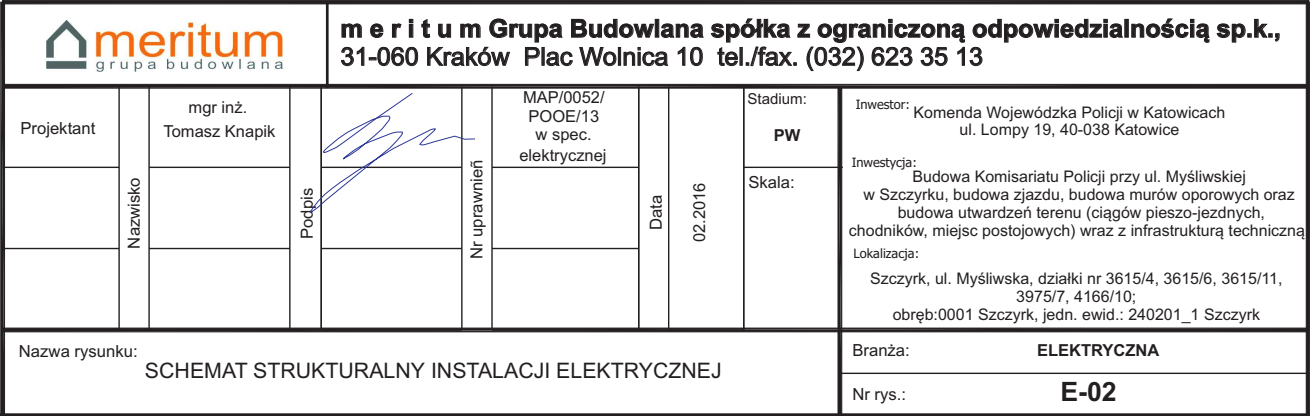 meritum
grupa budowlana
m e r i t u m Grupa Budowlana spółka z ograniczoną odpowiedzialnością sp.k.,
31-060 Kraków Plac Wolnica 10 tel./fax. (032) 623 35 13
Projektant
Nazwisko
mgr inż.
Tomasz Knapik
Podpis
Nr uprawnień
MAP/0052/
POOE/13
w spec.
elektrycznej
Data
02.2016
Stadium:
PW
Skala:
Inwestor:
Komenda Wojewódzka Policji w Katowicach
ul. Lompy 19, 40-038 Katowice
Inwestycja:
Budowa Komisariatu Policji przy ul. Myśliwskiej
w Szczyrku, budowa zjazdu, budowa murów oporowych oraz
budowa utwardzeń terenu (ciągów pieszo-jezdnych,
chodników, miejsc postojowych) wraz z infrastrukturą techniczną
Lokalizacja:
Szczyrk, ul. Myśliwska, działki nr 3615/4, 3615/6, 3615/11,
3975/7, 4166/10;
obręb:0001 Szczyrk, jedn. ewid.: 240201_1 Szczyrk
Nazwa rysunku:
SCHEMAT STRUKTURALNY INSTALACJI ELEKTRYCZNEJ
Branża:
ELEKTRYCZNA
Nr rys.:
E-02